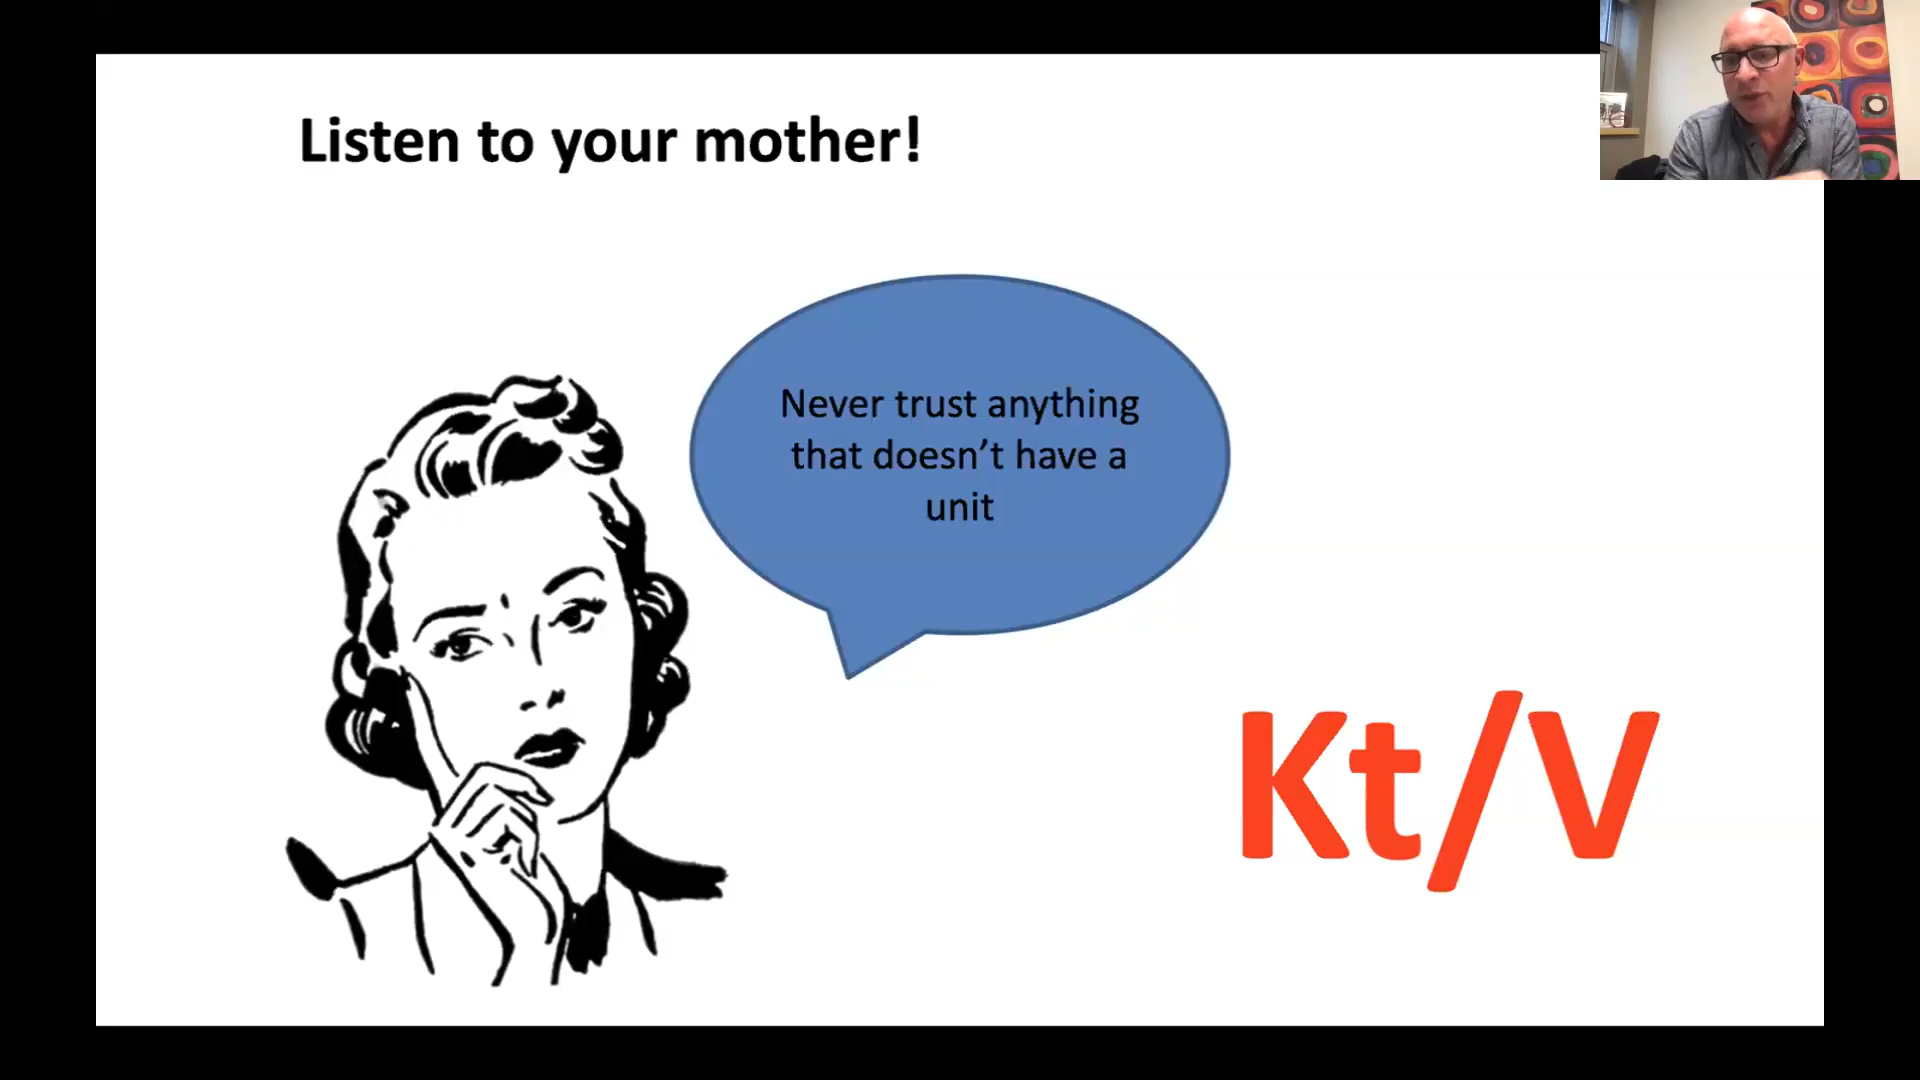 Listen to your mother!
Never trust anything
that doesn’t have a
unit
Kt/V